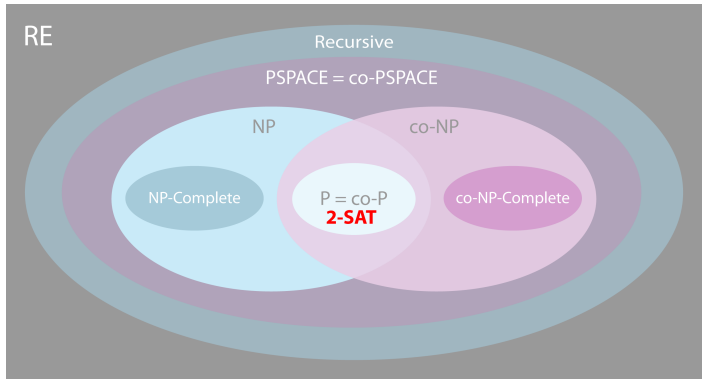 RE
Recursive
PSPACE = co-PSPACE
NP
co-NP
NP-Complete
P = co-P
2-SAT
co-NP-Complete